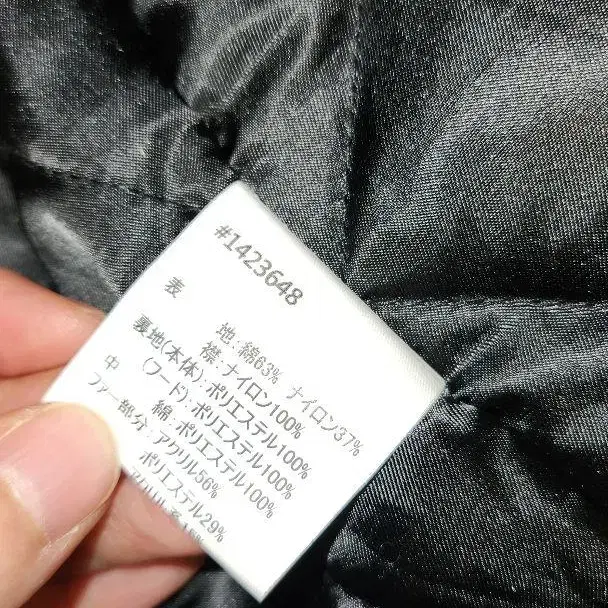 #1423648
表 地:綿63% ナイロン37%
襟:ナイロン100%
裏地(本体):ポリエステル100%
(フード):ポリエステル100%
中 綿:ポリエステル100%
ファー部分:アクリル56%
ポリエステル29%